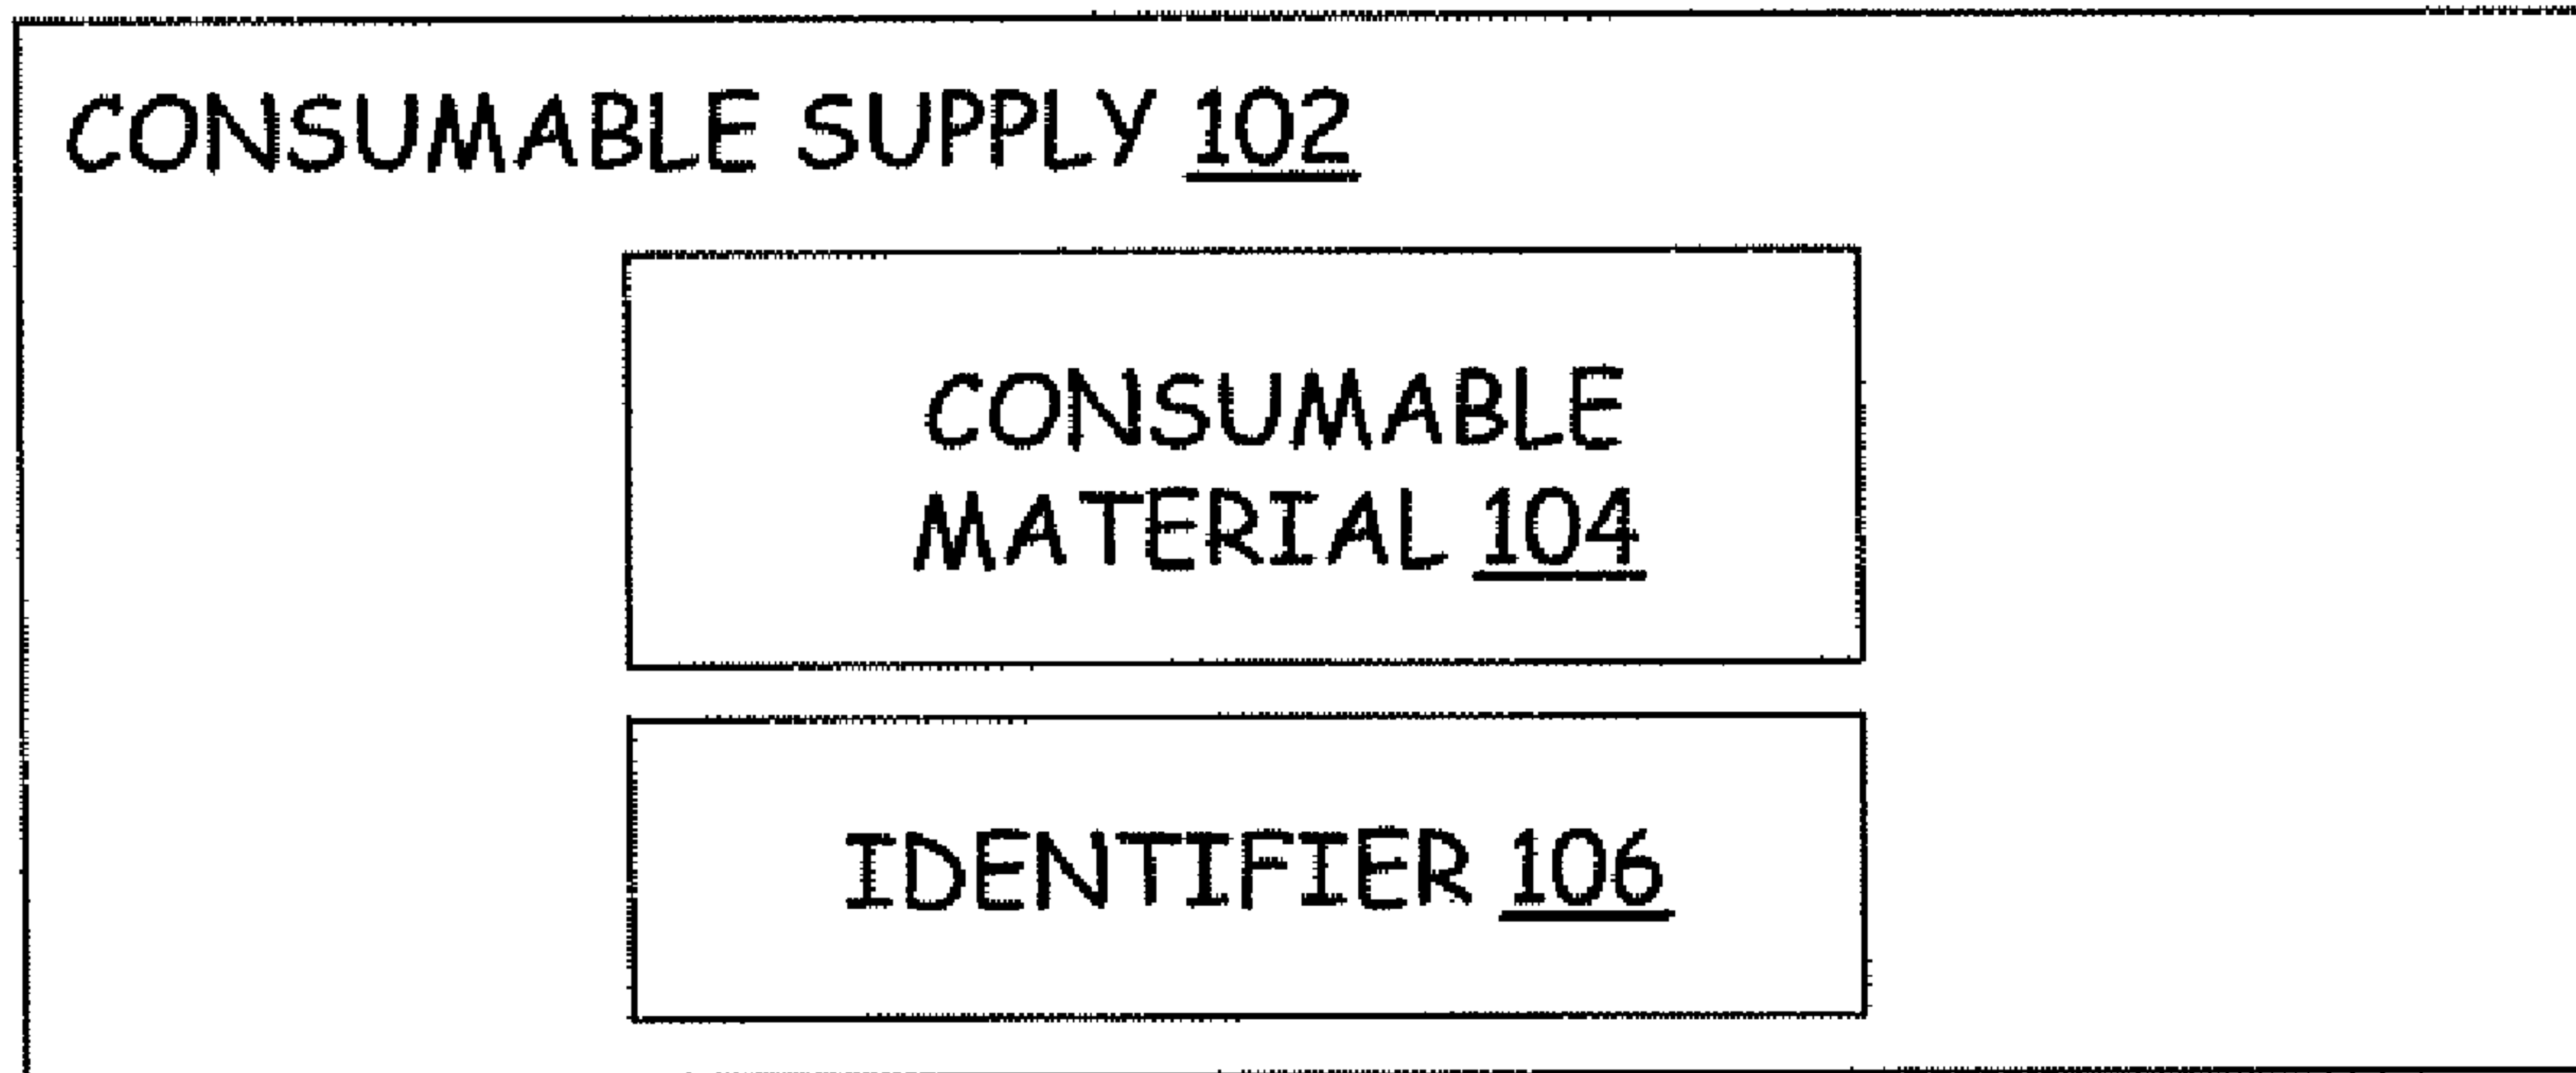 CONSUMABLE SUPPLY 102
CONSUMABLE
MATERIAL 104
IDENTIFIER 106